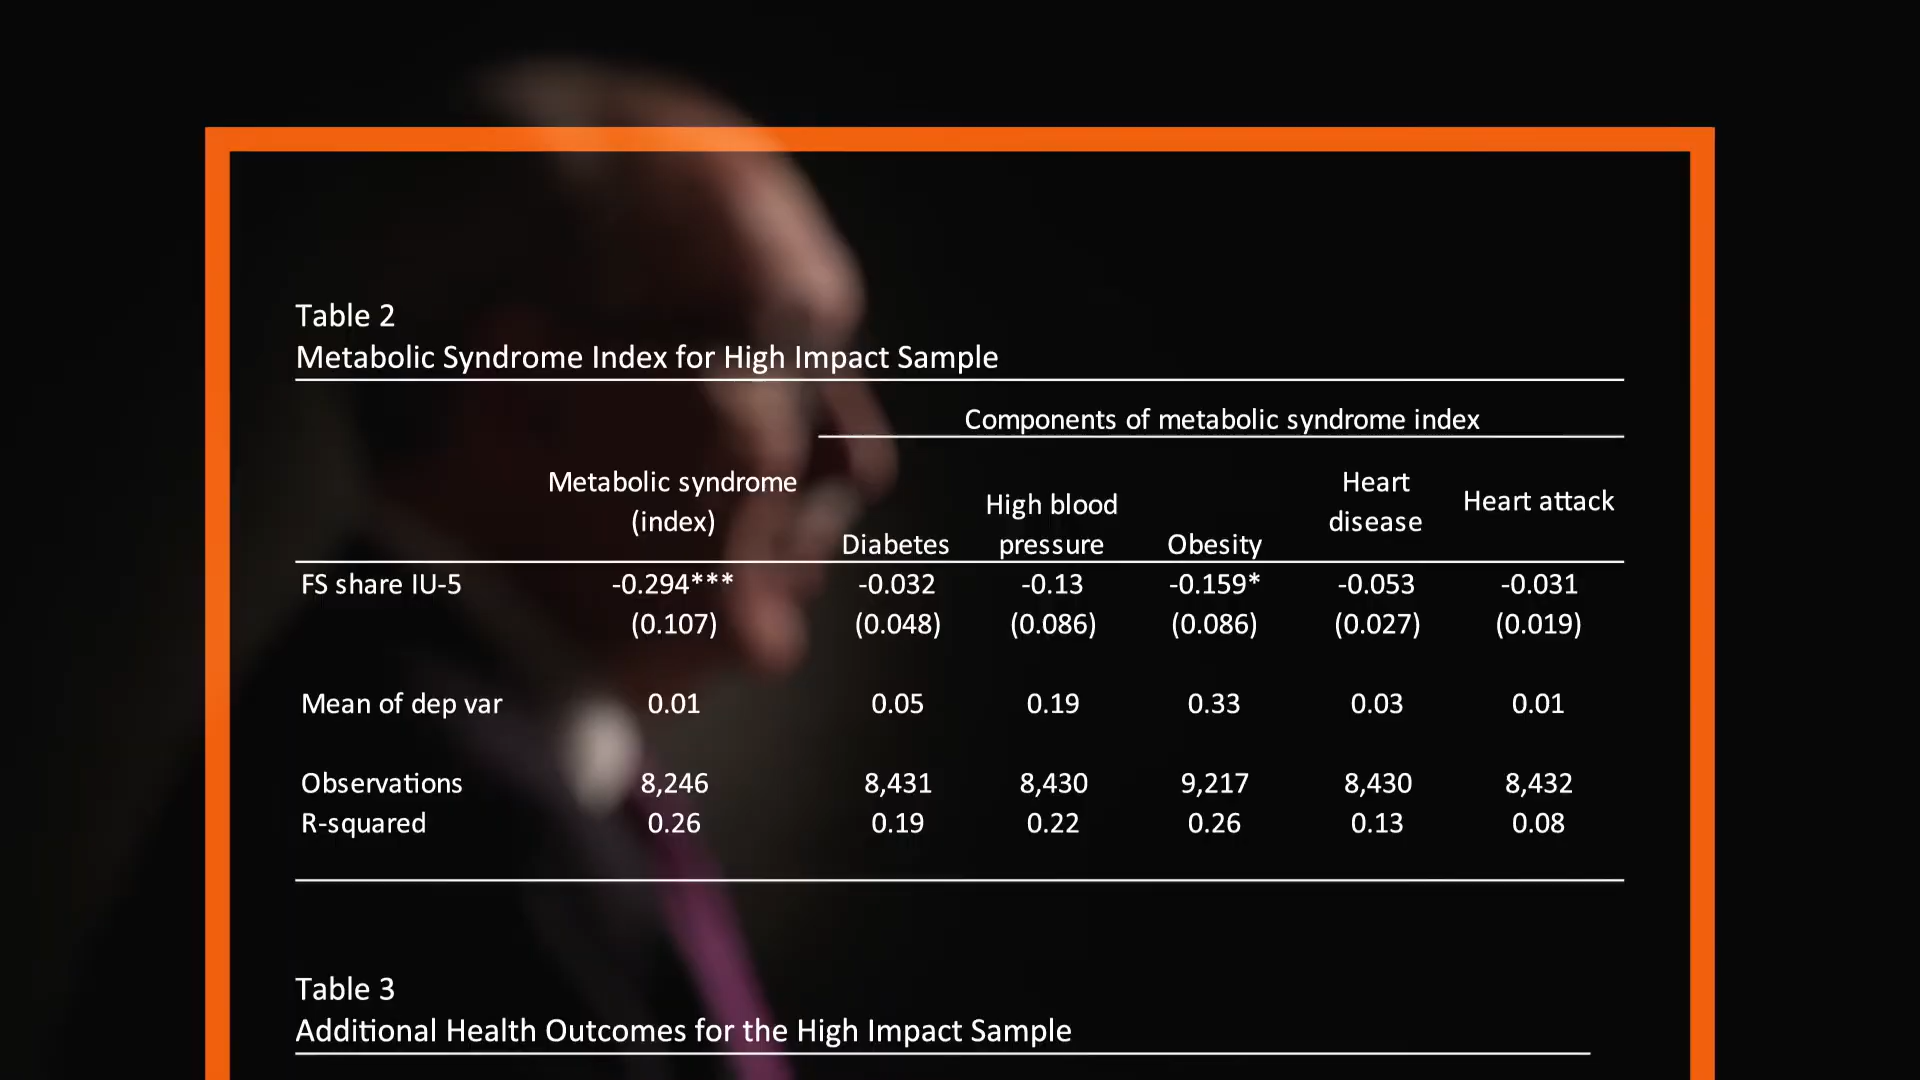 Table 2
Metabolic Syndrome Index for High Impact Sample
Components of metabolic syndrome index
Metabolic syndrome (index) Diabetes High blood pressure Obesity Heart disease Heart attack
FS share IU-5 -0.294*** -0.032 -0.13 -0.159* -0.053 -0.031
(0.107) (0.048) (0.086) (0.086) (0.027) (0.019)
Mean of dep var 0.01 0.05 0.19 0.33 0.03 0.01
Observations 8,246 8,431 8,430 9,217 8,430 8,432
R-squared 0.26 0.19 0.22 0.26 0.13 0.08
Table 3
Additional Health Outcomes for the High Impact Sample